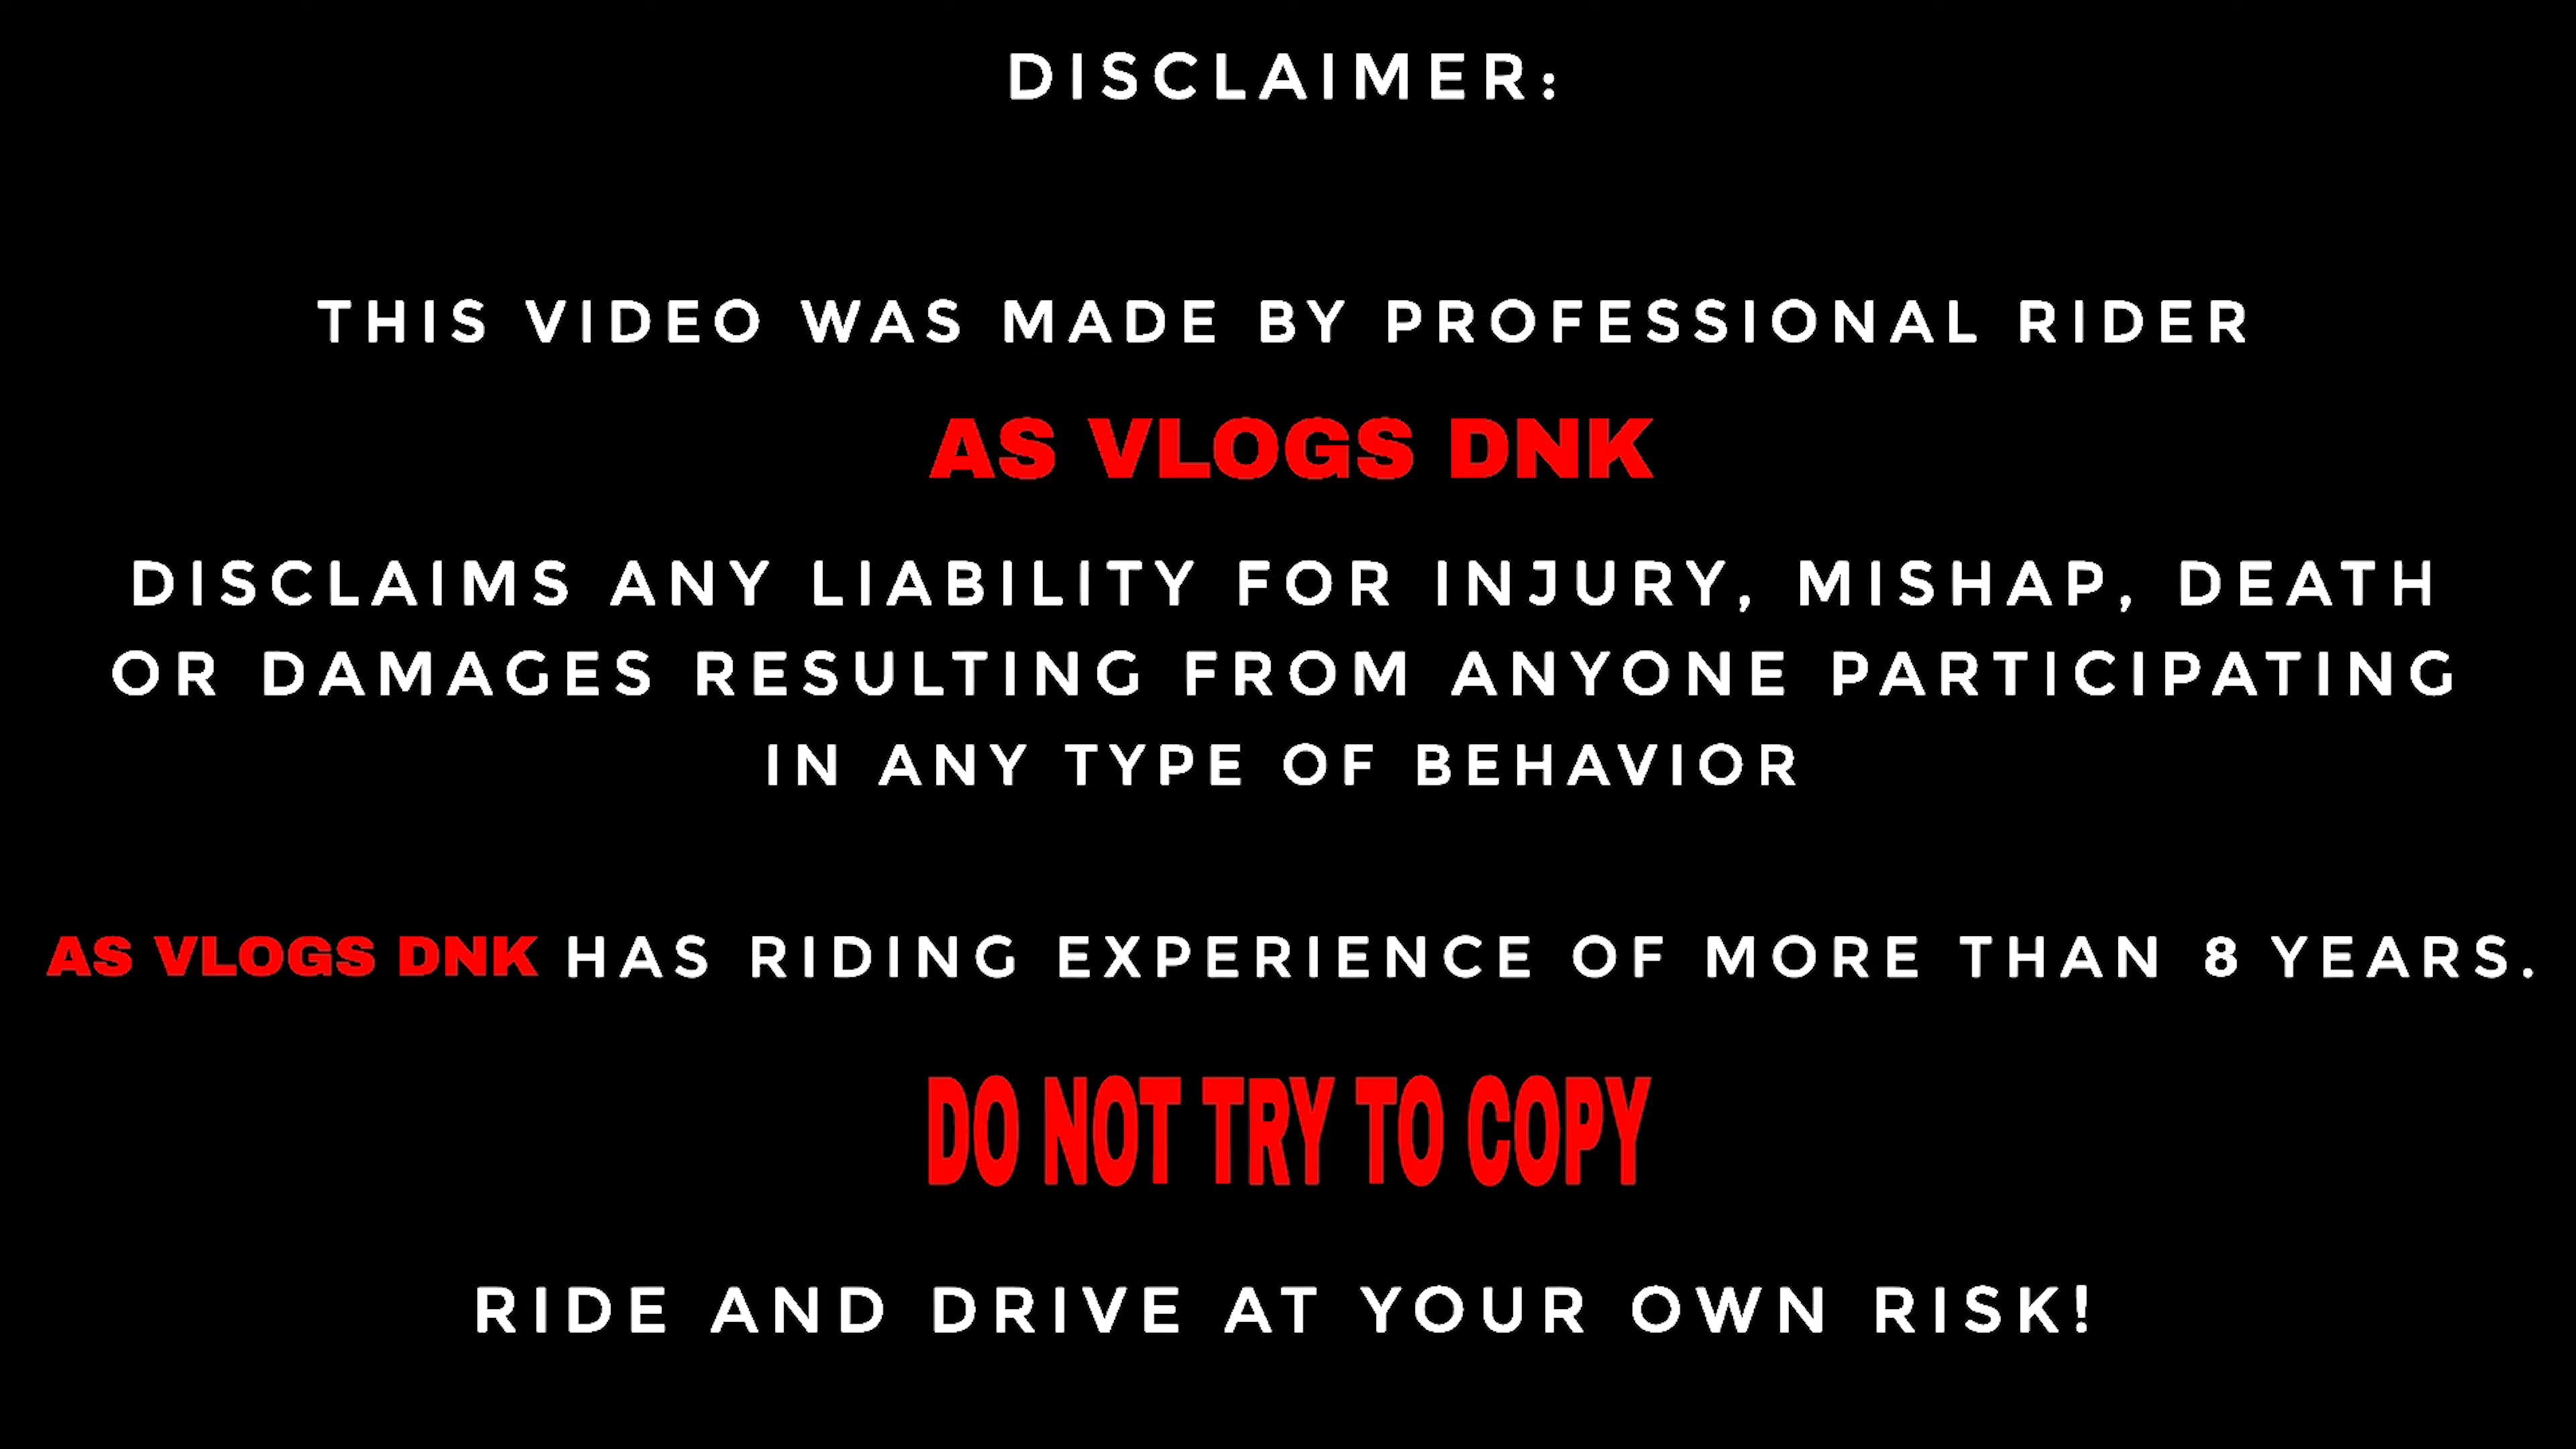 DISCLAIMER:
THIS VIDEO WAS MADE BY PROFESSIONAL RIDER
AS VLOGS DNK
DISCLAIMS ANY LIABILITY FOR INJURY, MISHAP, DEATH
OR DAMAGES RESULTING FROM ANYONE PARTICIPATING
IN ANY TYPE OF BEHAVIOR
AS VLOGS DNK HAS RIDING EXPERIENCE OF MORE THAN 8 YEARS.
DO NOT TRY TO COPY
RIDE AND DRIVE AT YOUR OWN RISK!